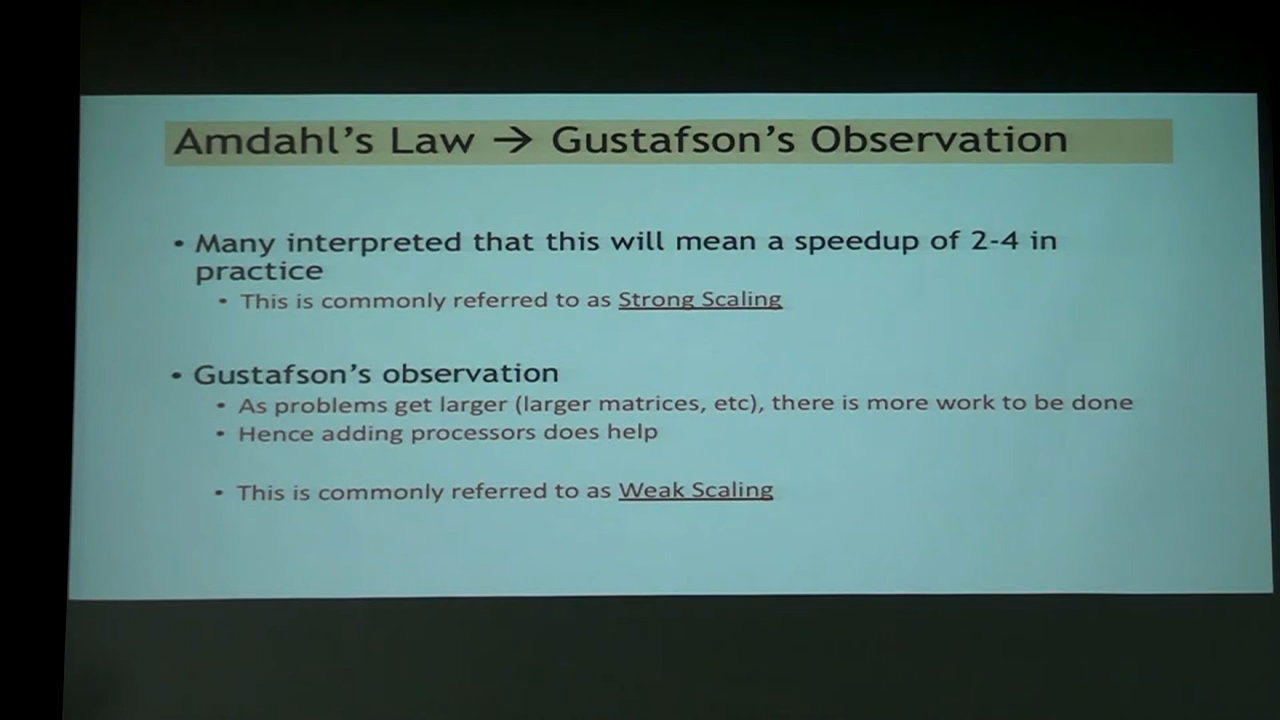 Amdahl's Law → Gustafson's Observation
• Many interpreted that this will mean a speedup of 2-4 in
practice
• This is commonly referred to as Strong Scaling
• Gustafson's observation
• As problems get larger (larger matrices, etc), there is more work to be done
• Hence adding processors does help
• This is commonly referred to as Weak Scaling